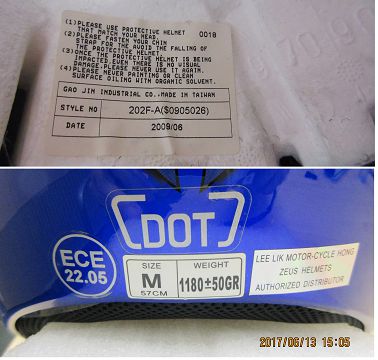 (1)PLEASE USE PROTECTIVE HELMET 0018
THAT MATCH YOUR HEAD.
(2)PLEASE FASTEN YOUR CHIN
STRAP FOR THE AVOID THE FALLING OF
THE PROTECTIVE HELMET.
(3)ONCE THE PROTECTIVE HELMET IS BEING
IMPACTED.EVEN THERE IS NO VISUAL
DAMAGE.PLEASE NEVER USE IT AGAIN.
(4)PLEASE NEVER PAINTING OR CLEAN
SURFACE OILING WITH ORGANIC SOLVENT.
GAO JIN INDUSTRIAL CO.,MADE IN TAIWAN
STYLE NO 202F-A(S0905026)
DATE 2009/06
DOT
ECE
22.05
SIZE
M
57CM
WEIGHT
1180±50GR
LEE LIK MOTOR-CYCLE HONG
ZEUS HELMETS
AUTHORIZED DISTRIBUTOR
2017/06/13 15:05